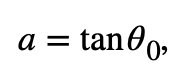 a = tanθ₀,